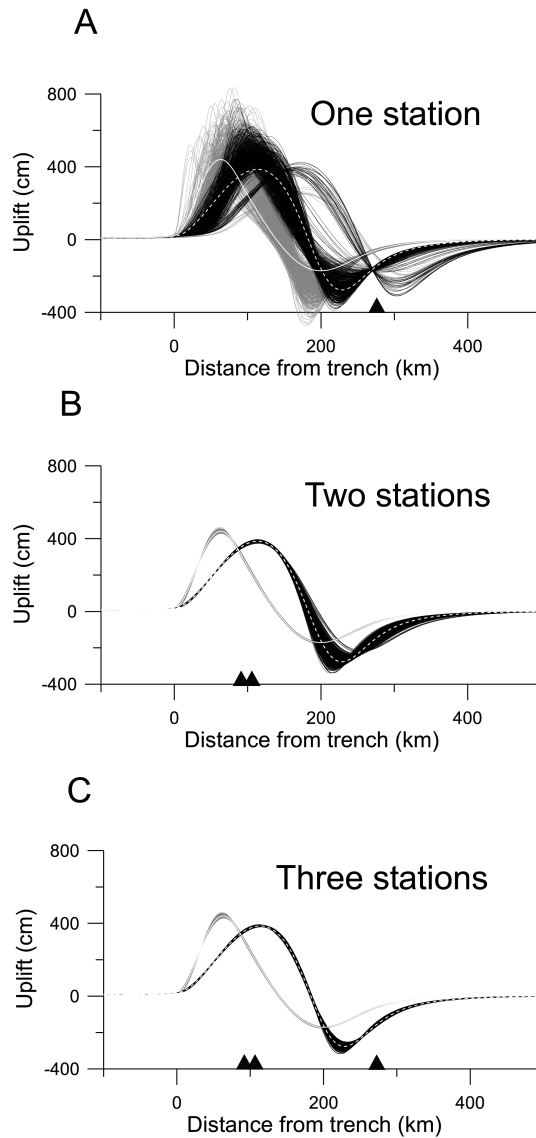 A
One station
800
400
0
-400
Uplift (cm)
0 200 400
Distance from trench (km)
B
Two stations
800
400
0
-400
Uplift (cm)
0 200 400
Distance from trench (km)
C
Three stations
800
400
0
-400
Uplift (cm)
0 200 400
Distance from trench (km)